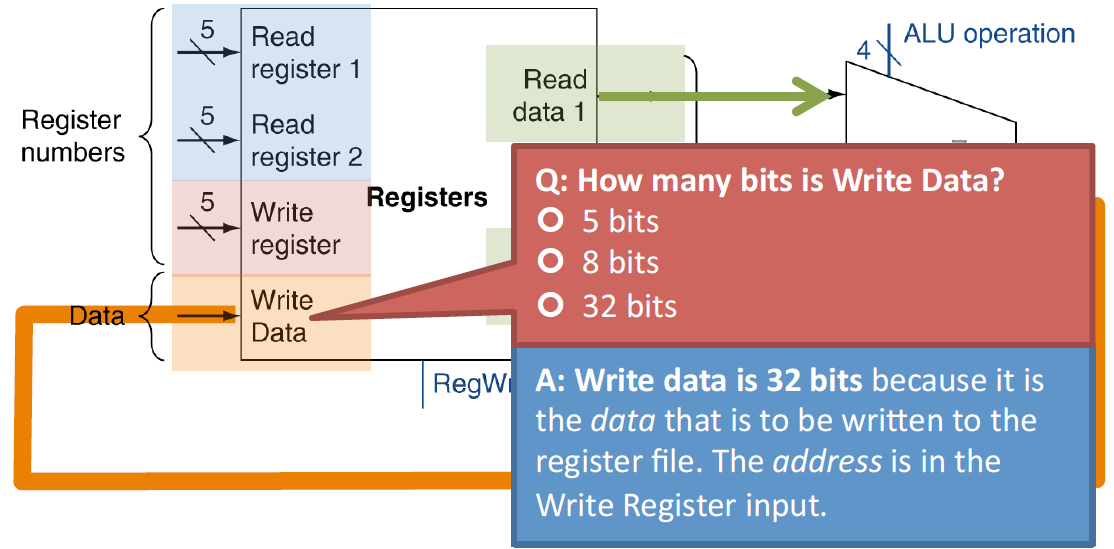 Register
numbers
5
Read
register 1
5
Read
register 2
5
Write
register
Data
Write
Data
Registers
Read
data 1
4
ALU operation
Q: How many bits is Write Data?
5 bits
8 bits
32 bits
A: Write data is 32 bits because it is
the data that is to be written to the
register file. The address is in the
Write Register input.